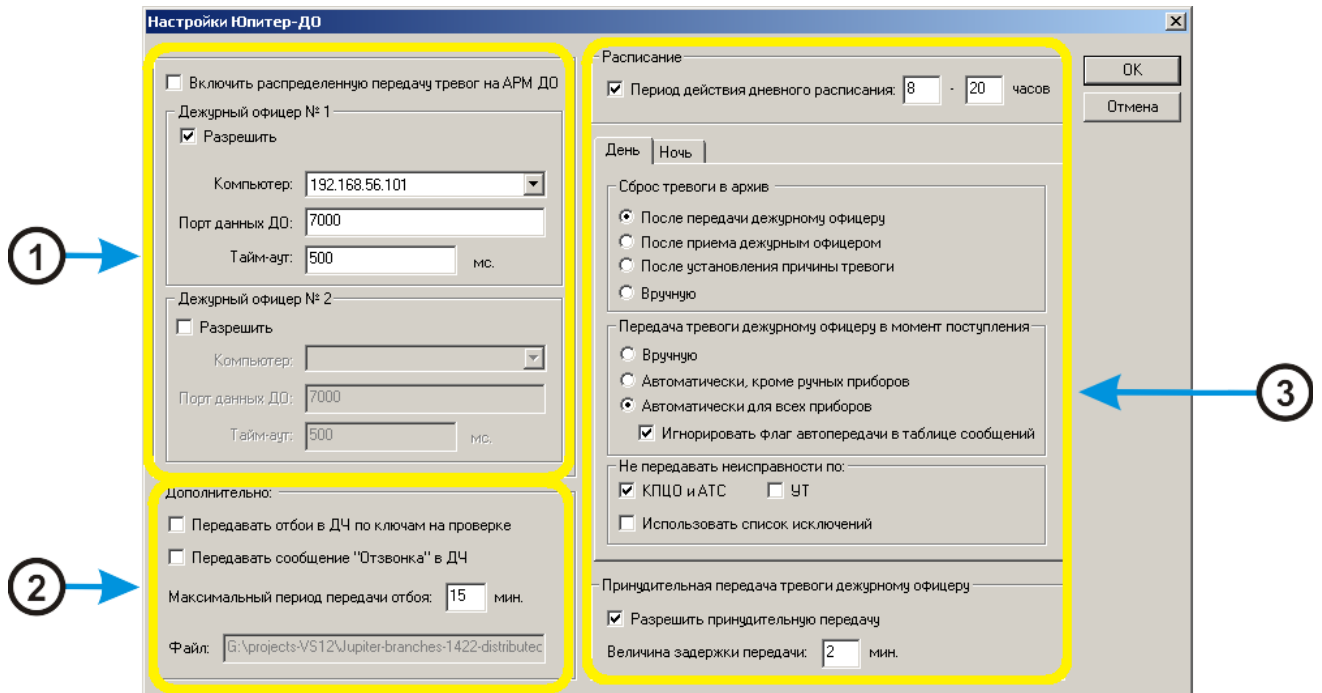 Настройки Юпитер-ДО
Включить распределенную передачу тревог на АРМ ДО
Дежурный офицер № 1
Разрешить
Компьютер: 192.168.56.101
Порт данных ДО: 7000
Тайм-аут: 500 мс.
Дежурный офицер № 2
Разрешить
Компьютер:
Порт данных ДО: 7000
Тайм-аут: 500 мс.
1
Дополнительно:
Передавать отбои в ДЧ по ключам на проверке
Передавать сообщение "Отзвонка" в ДЧ
Максимальный период передачи отбоя: 15 мин.
Файл: G:\projects-VS12\Jupiter-branches-1422-distributed
2
Расписание
Период действия дневного расписания: 8 - 20 часов
День Ночь
Сброс тревоги в архив
После передачи дежурному офицеру
После приема дежурным офицером
После установления причины тревоги
Вручную
Передача тревоги дежурному офицеру в момент поступления
Вручную
Автоматически, кроме ручных приборов
Автоматически для всех приборов
Игнорировать флаг автопередачи в таблице сообщений
Не передавать неисправности по:
КПЦО и АТС УТ
Использовать список исключений
Принудительная передача тревоги дежурному офицеру
Разрешить принудительную передачу
Величина задержки передачи: 2 мин.
3
OK
Отмена